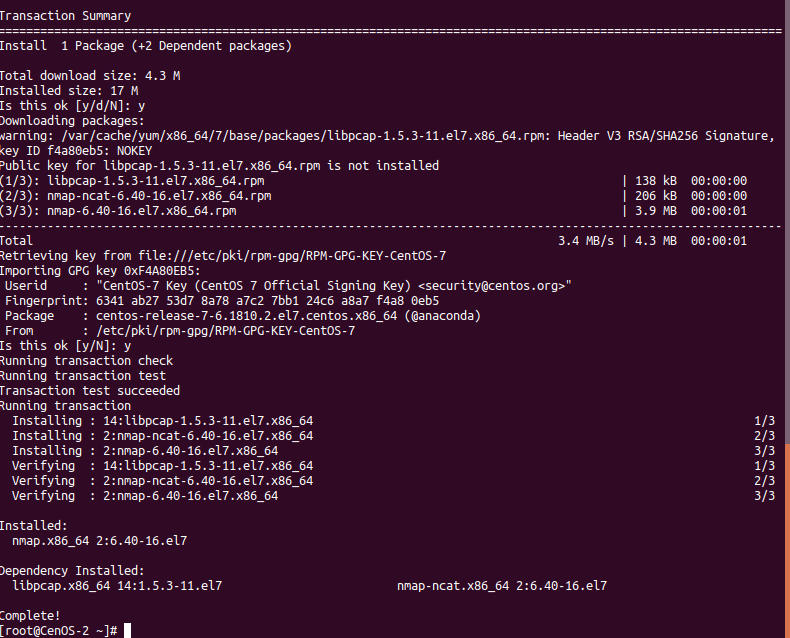 Transaction Summary
================================================================================================================
Install  1 Package (+2 Dependent packages)
Total download size: 4.3 M
Installed size: 17 M
Is this ok [y/d/N]: y
Downloading packages:
warning: /var/cache/yum/x86_64/7/base/packages/libpcap-1.5.3-11.el7.x86_64.rpm: Header V3 RSA/SHA256 Signature,
key ID f4a80eb5: NOKEY
Public key for libpcap-1.5.3-11.el7.x86_64.rpm is not installed
(1/3): libpcap-1.5.3-11.el7.x86_64.rpm | 138 kB  00:00:00
(2/3): nmap-ncat-6.40-16.el7.x86_64.rpm | 206 kB  00:00:00
(3/3): nmap-6.40-16.el7.x86_64.rpm | 3.9 MB  00:00:01
----------------------------------------------------------------------------------------------------------------
Total 3.4 MB/s | 4.3 MB  00:00:01
Retrieving key from file:///etc/pki/rpm-gpg/RPM-GPG-KEY-CentOS-7
Importing GPG key 0xF4A80EB5:
 Userid     : "CentOS-7 Key (CentOS 7 Official Signing Key) <security@centos.org>"
 Fingerprint: 6341 ab27 53d7 8a78 a7c2 7bb1 24c6 a8a7 f4a8 0eb5
 Package    : centos-release-7-6.1810.2.el7.centos.x86_64 (@anaconda)
 From       : /etc/pki/rpm-gpg/RPM-GPG-KEY-CentOS-7
Is this ok [y/N]: y
Running transaction check
Running transaction test
Transaction test succeeded
Running transaction
  Installing : 14:libpcap-1.5.3-11.el7.x86_64 1/3
  Installing : 2:nmap-ncat-6.40-16.el7.x86_64 2/3
  Installing : 2:nmap-6.40-16.el7.x86_64 3/3
  Verifying  : 14:libpcap-1.5.3-11.el7.x86_64 1/3
  Verifying  : 2:nmap-ncat-6.40-16.el7.x86_64 2/3
  Verifying  : 2:nmap-6.40-16.el7.x86_64 3/3
Installed:
  nmap.x86_64 2:6.40-16.el7
Dependency Installed:
  libpcap.x86_64 14:1.5.3-11.el7 nmap-ncat.x86_64 2:6.40-16.el7
Complete!
[root@CenOS-2 ~]#